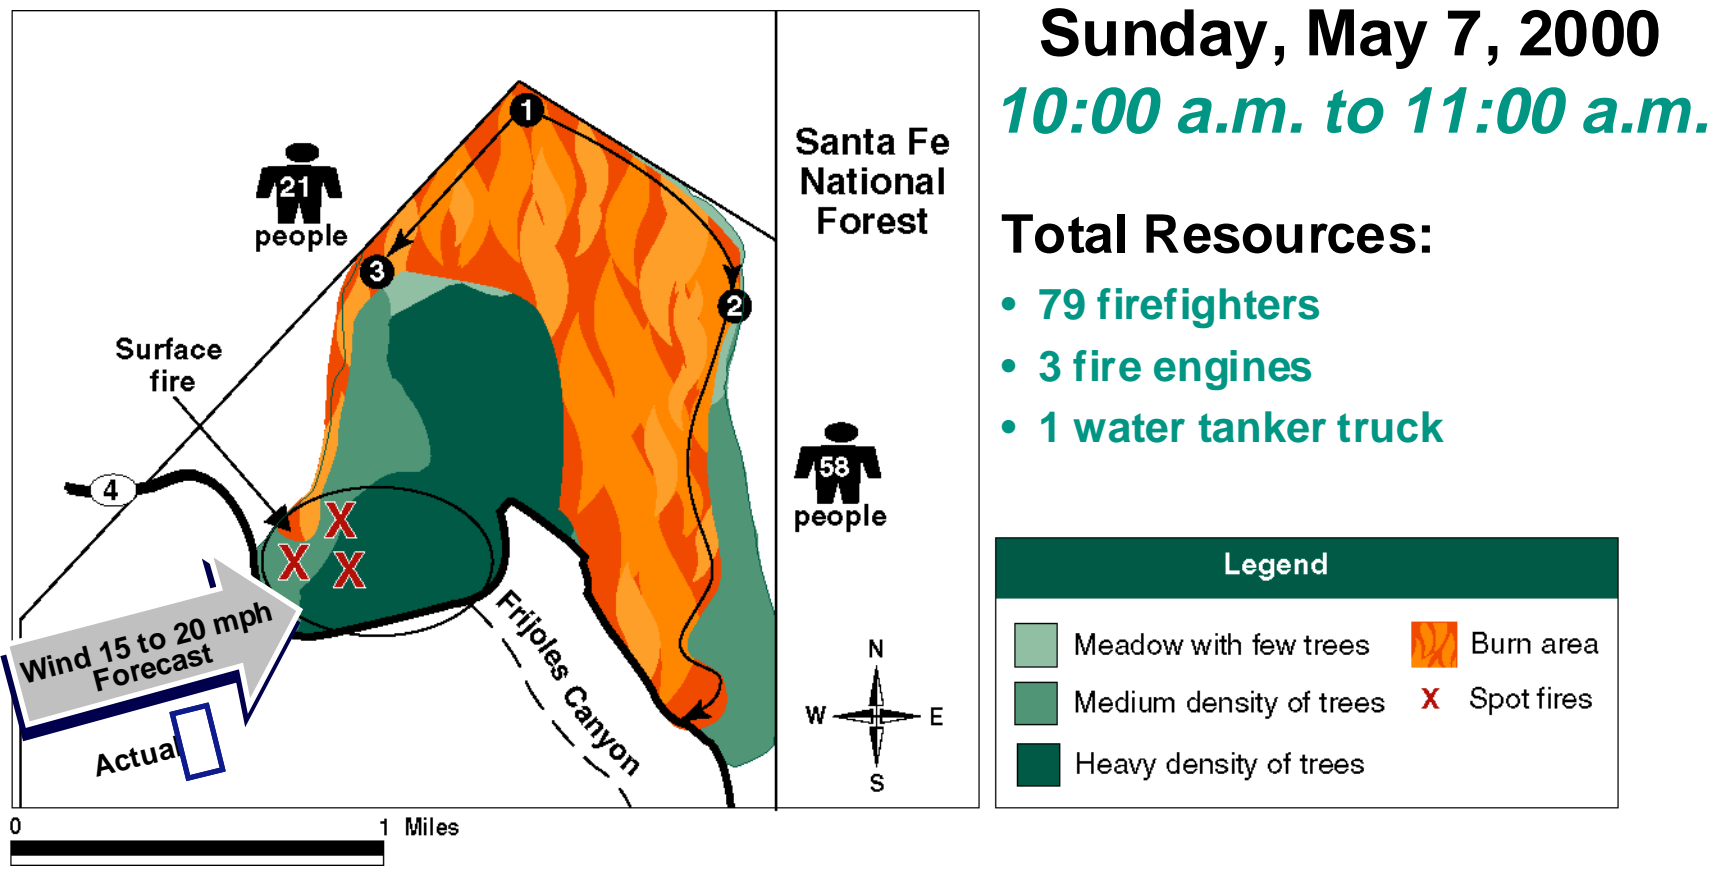 Sunday, May 7, 2000
10:00 a.m. to 11:00 a.m.
Total Resources:
• 79 firefighters
• 3 fire engines
• 1 water tanker truck
Santa Fe
National
Forest
1
21
people
3
2
Surface
fire
4
58
people
X
X
X
Wind 15 to 20 mph
Forecast
Actual
Frijoles Canyon
N
W
E
S
0
1 Miles
Legend
Meadow with few trees
Burn area
Medium density of trees
X Spot fires
Heavy density of trees